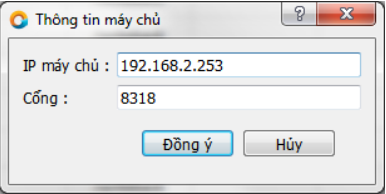 Thông tin máy chủ
IP máy chủ : 192.168.2.253
Cổng : 8318
Đồng ý Hủy